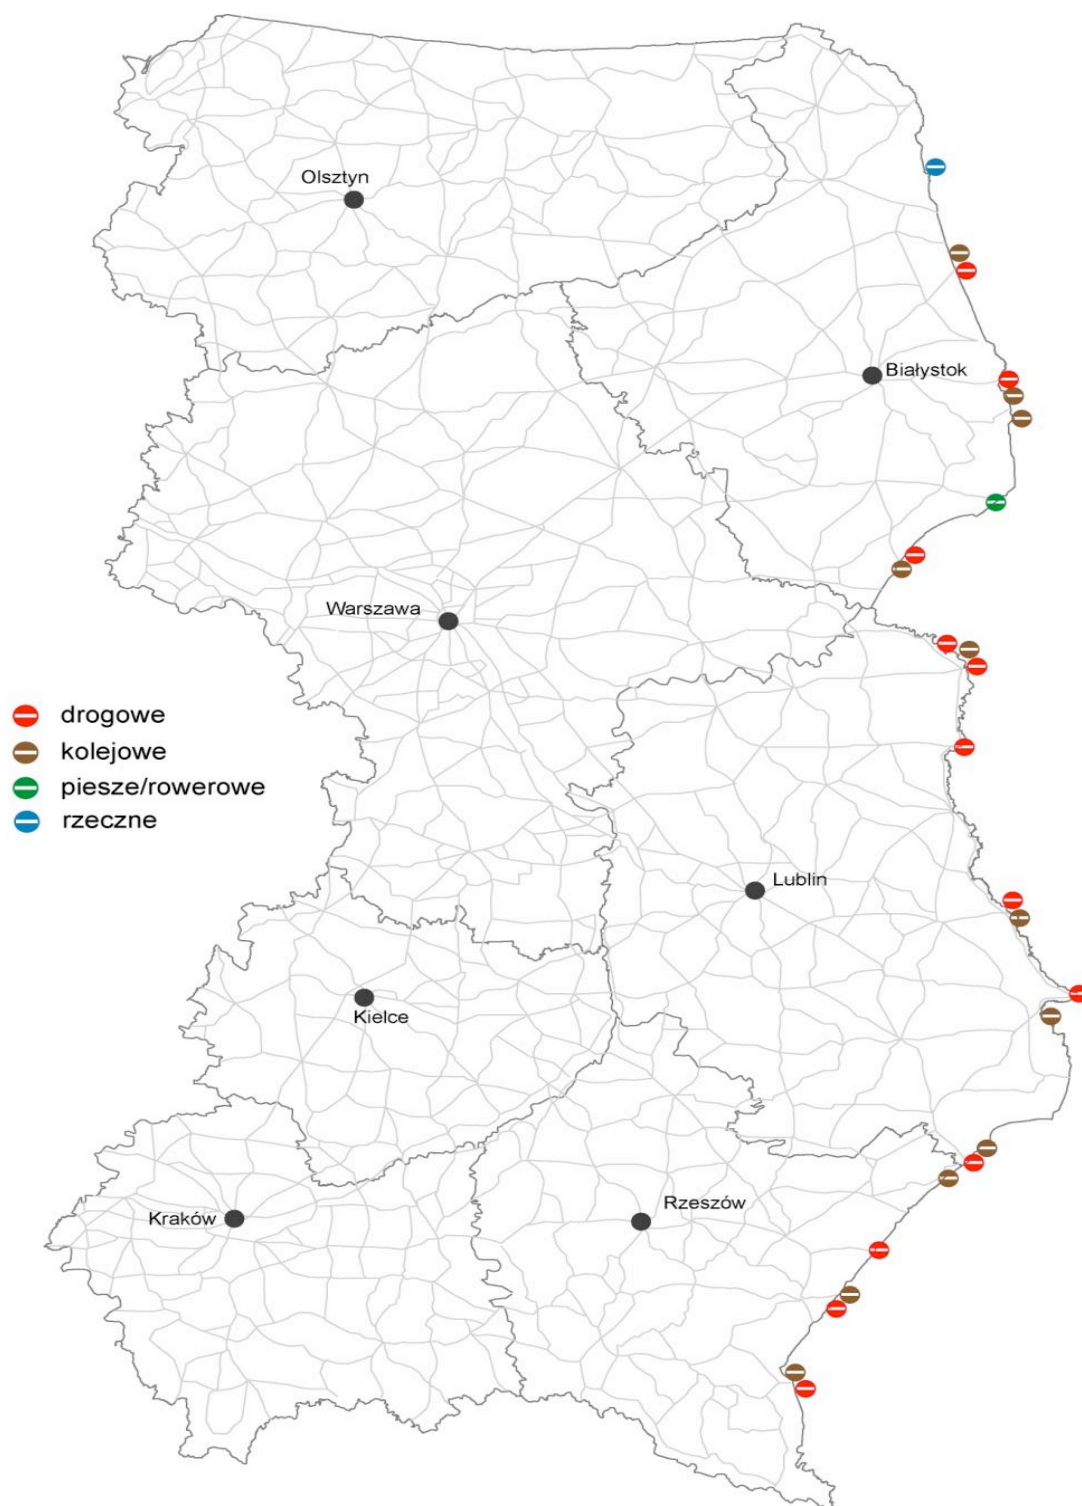 Olsztyn
Białystok
Warszawa
drogowe
kolejowe
piesze/rowerowe
rzeczne
Lublin
Kielce
Rzeszów
Kraków